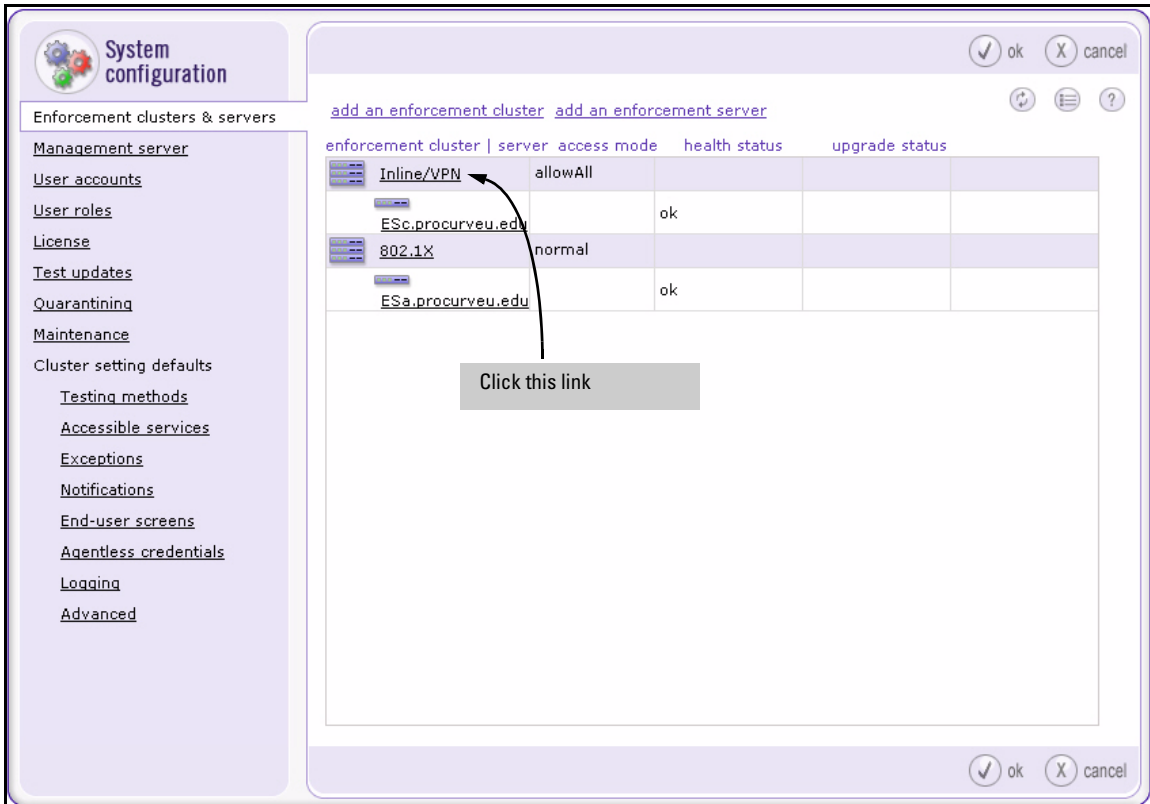 System
configuration
Enforcement clusters & servers
Management server
User accounts
User roles
License
Test updates
Quarantining
Maintenance
Cluster setting defaults
Testing methods
Accessible services
Exceptions
Notifications
End-user screens
Agentless credentials
Logging
Advanced
ok cancel
add an enforcement cluster add an enforcement server
enforcement cluster | server access mode health status upgrade status
Inline/VPN allowAll
ESc.procurveu.edu ok
802.1X normal
ESa.procurveu.edu ok
Click this link
ok cancel